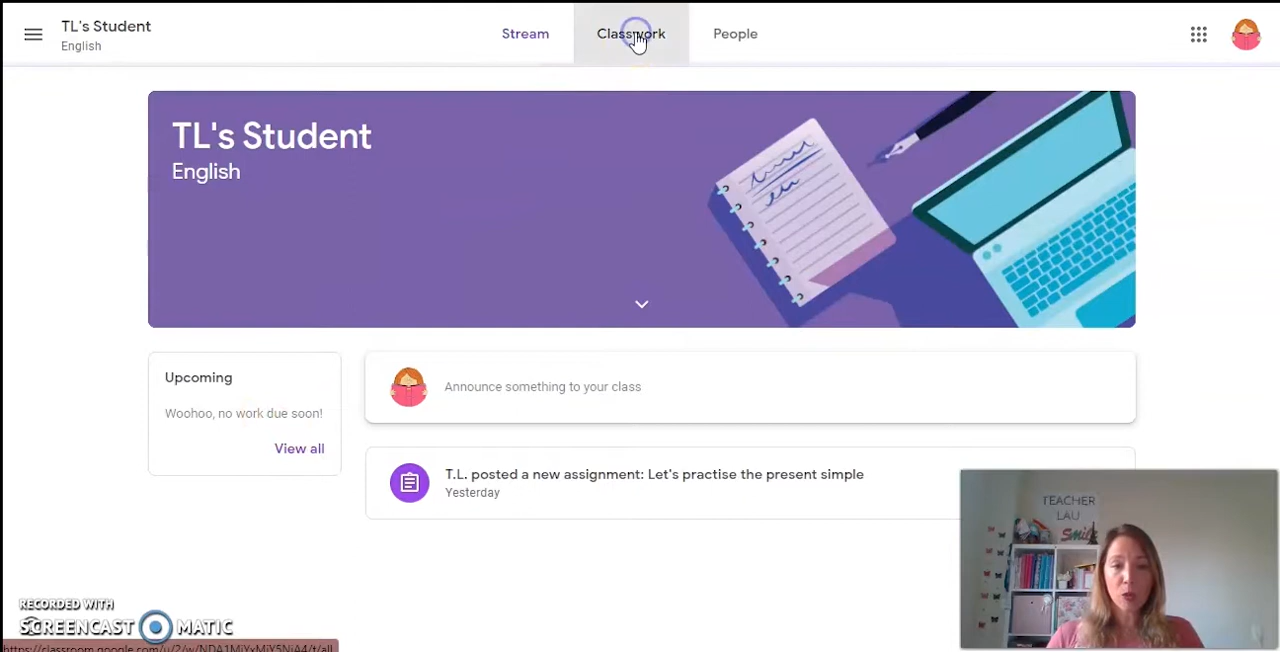 TL's Student
English
Stream
Classwork
People
TL's Student
English
Upcoming
Woohoo, no work due soon!
View all
Announce something to your class
T.L. posted a new assignment: Let's practise the present simple
Yesterday
TEACHER
LAU
Smile
RECORDED WITH
SCREENCAST MATIC